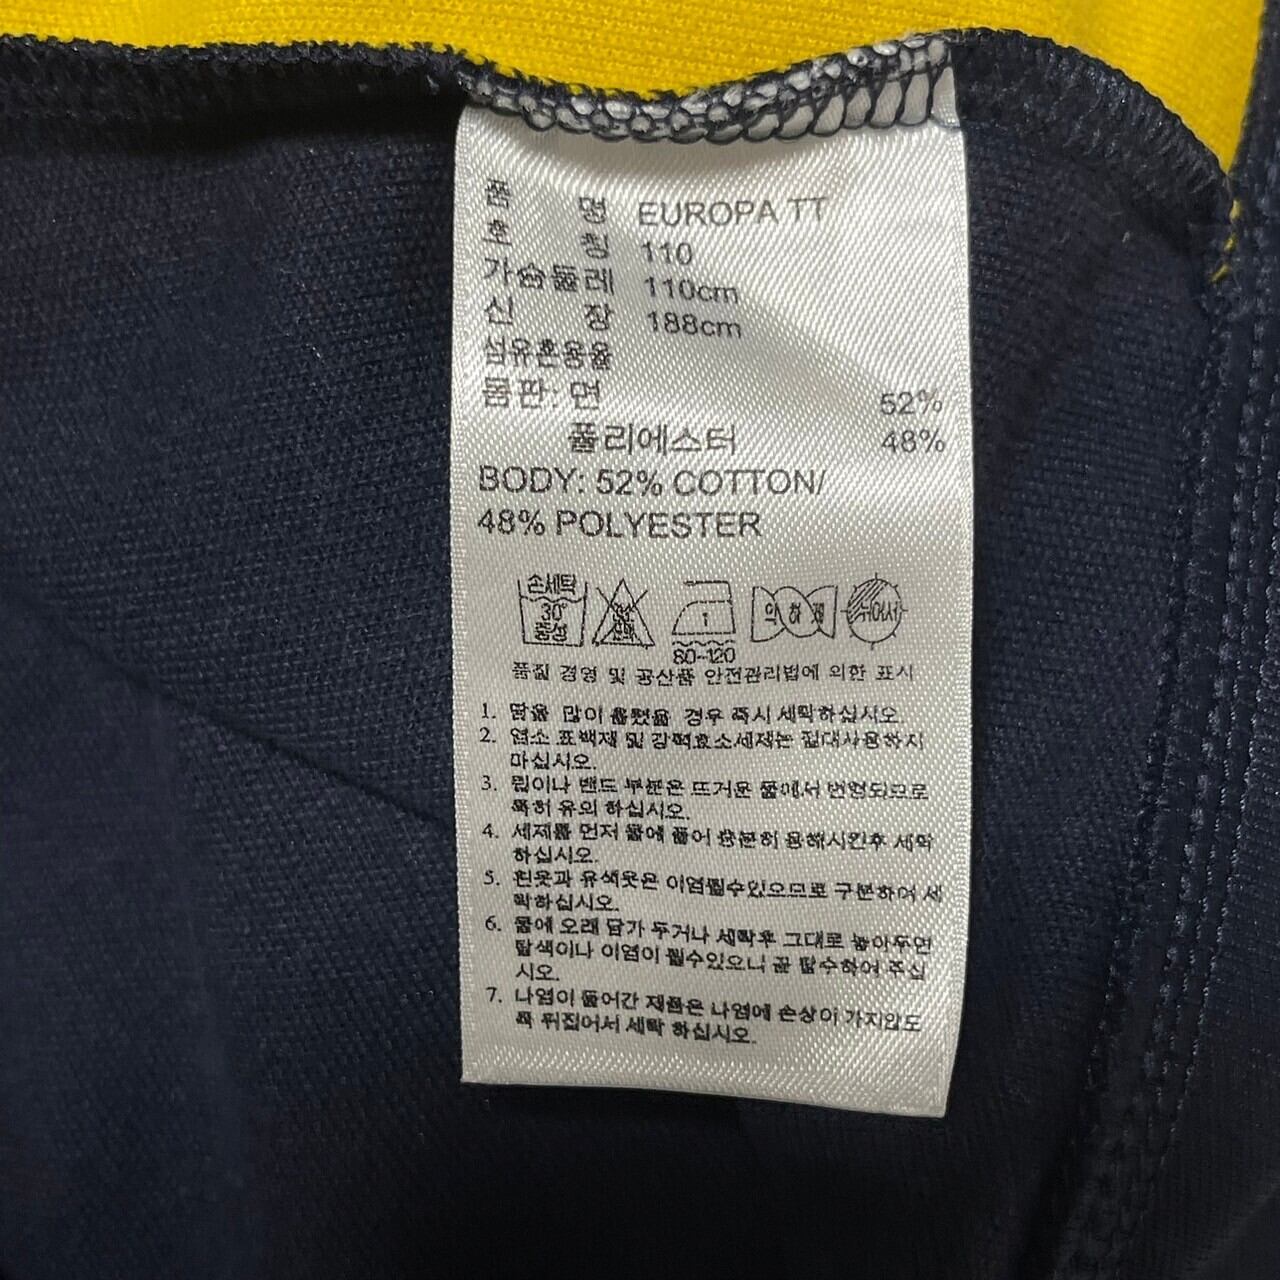 품 명 EUROPA TT
호 칭 110
가슴둘레 110cm
신 장 188cm
섬유혼용율
몸판: 면 52%
폴리에스터 48%
BODY: 52% COTTON/
48% POLYESTER
손세탁
30°
중성
1
약하게
뉘어서
80~120
품질 경영 및 공산품 안전관리법에 의한 표시
1. 땀을 많이 흘렸을 경우 즉시 세탁하십시오.
2. 염소 표백제 및 강력효소세제는 절대사용하지
마십시오.
3. 립이나 밴드 부분은 뜨거운 물에서 변형되므로
특히 유의 하십시오.
4. 세제를 먼저 물에 풀어 충분히 용해시킨후 세탁
하십시오.
5. 흰옷과 유색옷은 이염될수있으므로 구분하여 세
탁하십시오.
6. 물에 오래 담가 두거나 세탁후 그대로 놓아두면
탈색이나 이염이 될수있으니 꼭 탈수하여 주십
시오.
7. 나염이 들어간 제품은 나염에 손상이 가지않도
록 뒤집어서 세탁 하십시오.